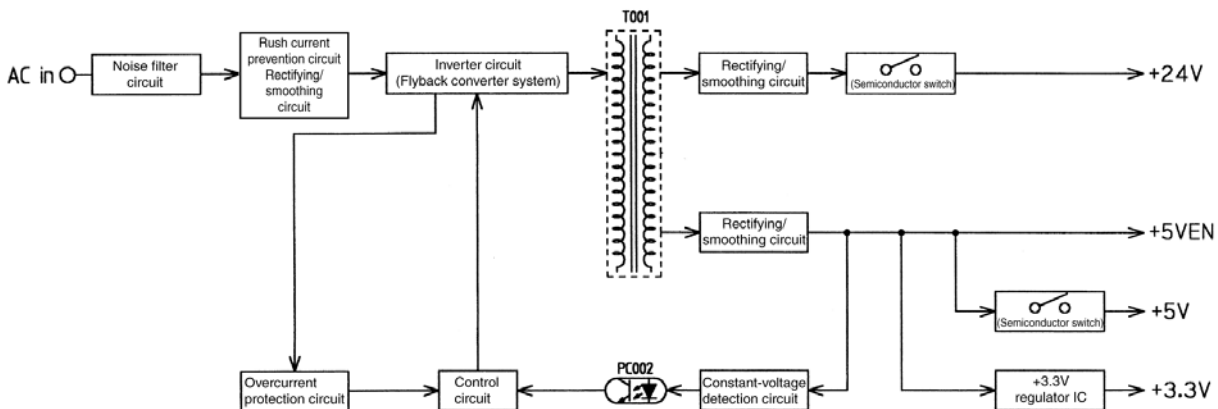 T001
AC in
Noise filter
circuit
Rush current
prevention circuit
Rectifying/
smoothing
circuit
Inverter circuit
(Flyback converter system)
Rectifying/
smoothing circuit
(Semiconductor switch)
+24V
Rectifying/
smoothing circuit
+5VEN
(Semiconductor switch)
+5V
Overcurrent
protection circuit
Control
circuit
PC002
Constant-voltage
detection circuit
+3.3V
regulator IC
+3.3V